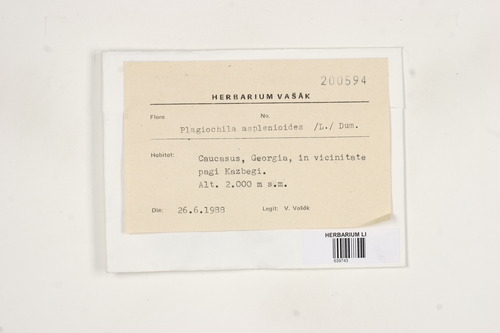 200594
HERBARIUM VAŠÁK
Flora No.
Plagiochila asplenioides /L./ Dum.
Habitat: Caucasus, Georgia, in vicinitate
pagi Kazbegi.
Alt. 2.000 m s.m.
Die: 26.6.1988 Legit: V. Vašák
HERBARIUM LI